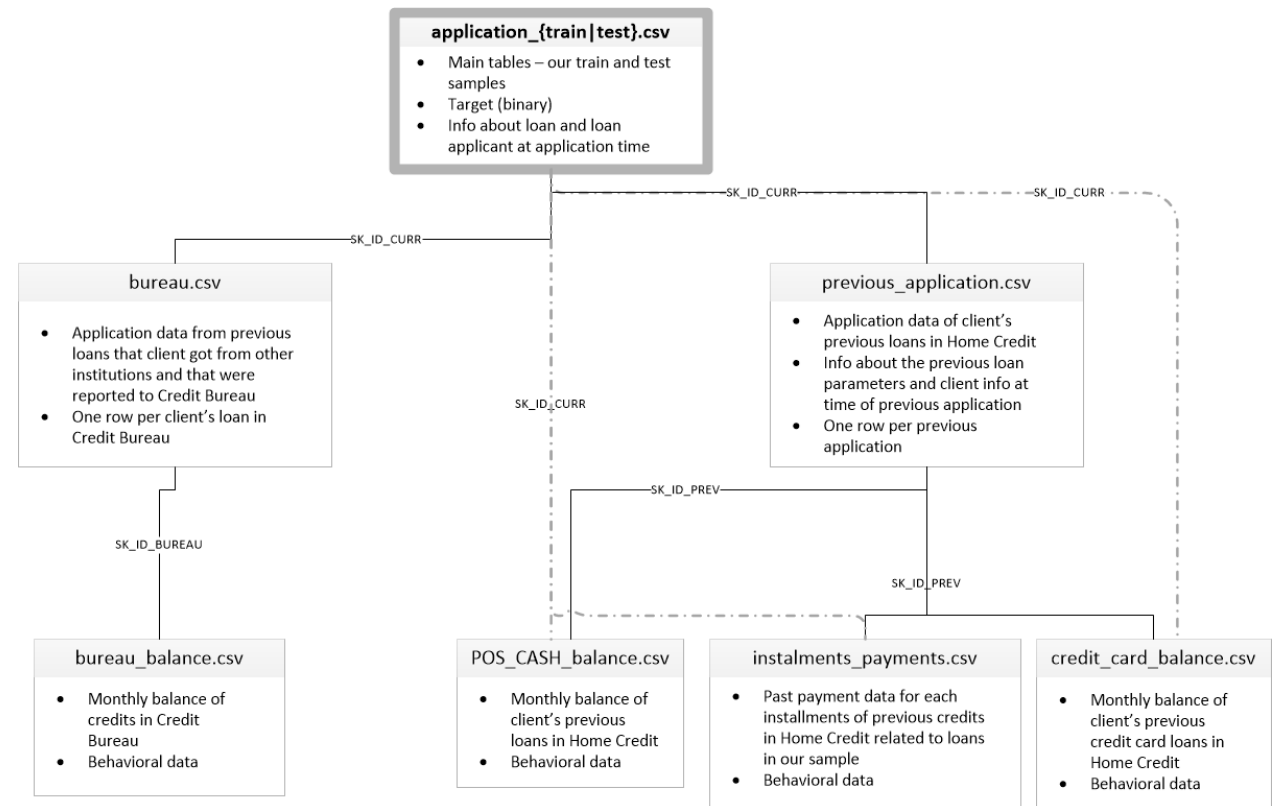 application_{train|test}.csv
• Main tables – our train and test
samples
• Target (binary)
• Info about loan and loan
applicant at application time
SK_ID_CURR
SK_ID_CURR
SK_ID_CURR
bureau.csv
• Application data from previous
loans that client got from other
institutions and that were
reported to Credit Bureau
• One row per client's loan in
Credit Bureau
SK_ID_CURR
previous_application.csv
• Application data of client's
previous loans in Home Credit
• Info about the previous loan
parameters and client info at
time of previous application
• One row per previous
application
SK_ID_PREV
SK_ID_BUREAU
SK_ID_PREV
bureau_balance.csv
• Monthly balance of
credits in Credit
Bureau
• Behavioral data
POS_CASH_balance.csv
• Monthly balance of
client's previous
loans in Home Credit
• Behavioral data
instalments_payments.csv
• Past payment data for each
installments of previous credits
in Home Credit related to loans
in our sample
• Behavioral data
credit_card_balance.csv
• Monthly balance of
client's previous
credit card loans in
Home Credit
• Behavioral data